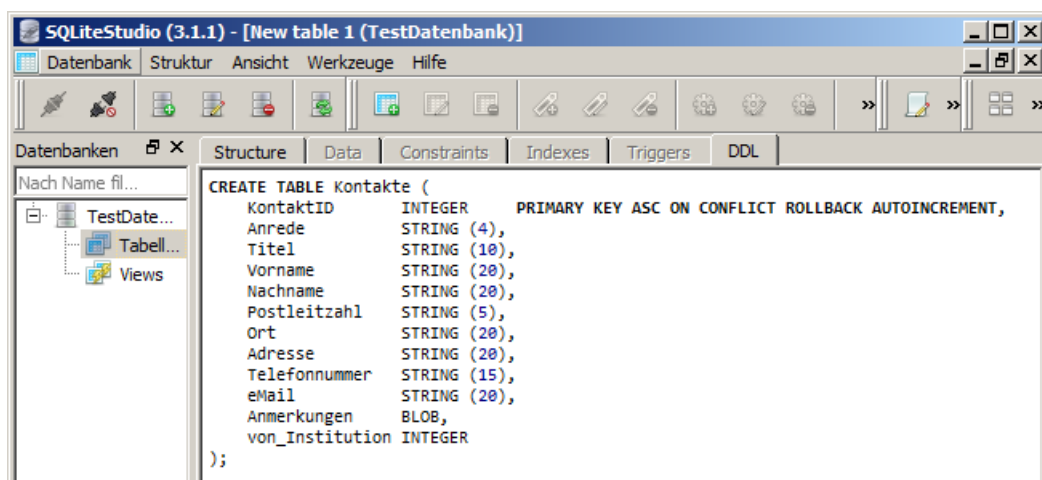 SQLiteStudio (3.1.1) - [New table 1 (TestDatenbank)]
Datenbank Struktur Ansicht Werkzeuge Hilfe
Datenbanken
Structure Data Constraints Indexes Triggers DDL
Nach Name fil...
TestDate...
Tabell...
Views
CREATE TABLE Kontakte (
KontaktID INTEGER PRIMARY KEY ASC ON CONFLICT ROLLBACK AUTOINCREMENT,
Anrede STRING (4),
Titel STRING (10),
Vorname STRING (20),
Nachname STRING (20),
Postleitzahl STRING (5),
Ort STRING (20),
Adresse STRING (20),
Telefonnummer STRING (15),
eMail STRING (20),
Anmerkungen BLOB,
von_Institution INTEGER
);